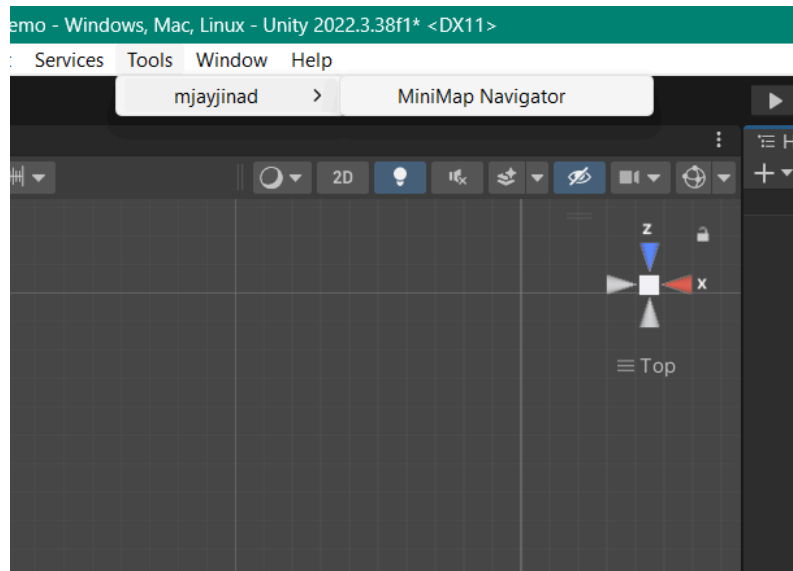 emo - Windows, Mac, Linux - Unity 2022.3.38f1* <DX11>
Services Tools Window Help
mjayjinad > MiniMap Navigator
H
2D
z
x
Top